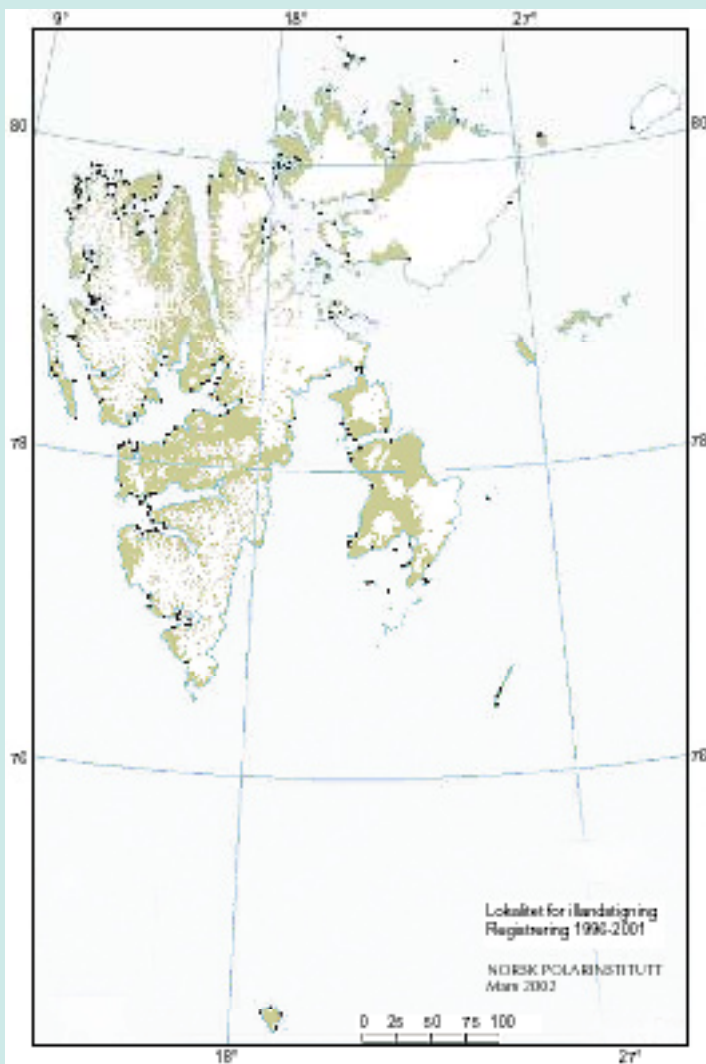 9° 18° 27°
80 80
78 78
76 76
Lokalitet for ilandstigning
Registrering 1996-2001
NORSK POLARINSTITUTT
Mars 2002
0 25 50 75 100
18° 27°